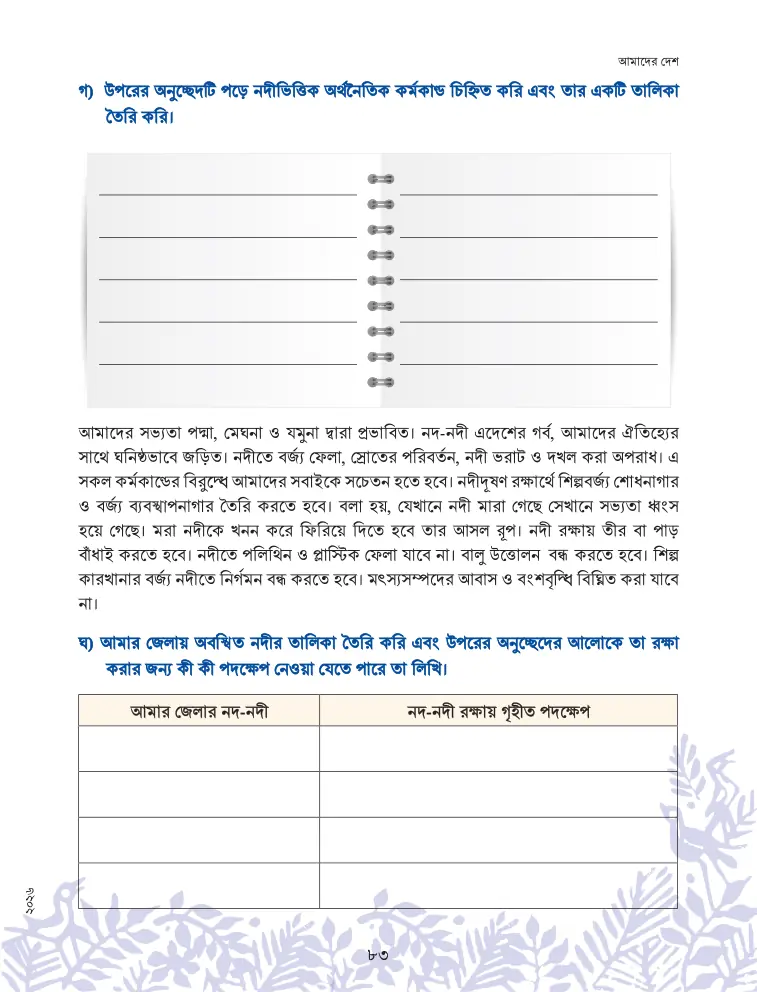 আমাদের দেশ
গ) উপরের অনুচ্ছেদটি পড়ে নদীভিত্তিক অর্থনৈতিক কর্মকাণ্ড চিহ্নিত করি এবং তার একটি তালিকা
তৈরি করি।
আমাদের সভ্যতা পদ্মা, মেঘনা ও যমুনা দ্বারা প্রভাবিত। নদ-নদী এদেশের গর্ব, আমাদের ঐতিহ্যের
সাথে ঘনিষ্ঠভাবে জড়িত। নদীতে বর্জ্য ফেলা, স্রোতের পরিবর্তন, নদী ভরাট ও দখল করা অপরাধ। এ
সকল কর্মকাণ্ডের বিরুদ্ধে আমাদের সবাইকে সচেতন হতে হবে। নদীদূষণ রক্ষার্থে শিল্পবর্জ্য শোধনাগার
ও বর্জ্য ব্যবস্থাপনাগার তৈরি করতে হবে। বলা হয়, যেখানে নদী মারা গেছে সেখানে সভ্যতা ধ্বংস
হয়ে গেছে। মরা নদীকে খনন করে ফিরিয়ে দিতে হবে তার আসল রূপ। নদী রক্ষায় তীর বা পাড়
বাঁধাই করতে হবে। নদীতে পলিথিন ও প্লাস্টিক ফেলা যাবে না। বালু উত্তোলন বন্ধ করতে হবে। শিল্প
কারখানার বর্জ্য নদীতে নির্গমন বন্ধ করতে হবে। মৎস্যসম্পদের আবাস ও বংশবৃদ্ধি বিঘ্নিত করা যাবে
না।
ঘ) আমার জেলায় অবস্থিত নদীর তালিকা তৈরি করি এবং উপরের অনুচ্ছেদের আলোকে তা রক্ষা
করার জন্য কী কী পদক্ষেপ নেওয়া যেতে পারে তা লিখি।
আমার জেলার নদ-নদী
নদ-নদী রক্ষায় গৃহীত পদক্ষেপ
২০২৬
৮৩